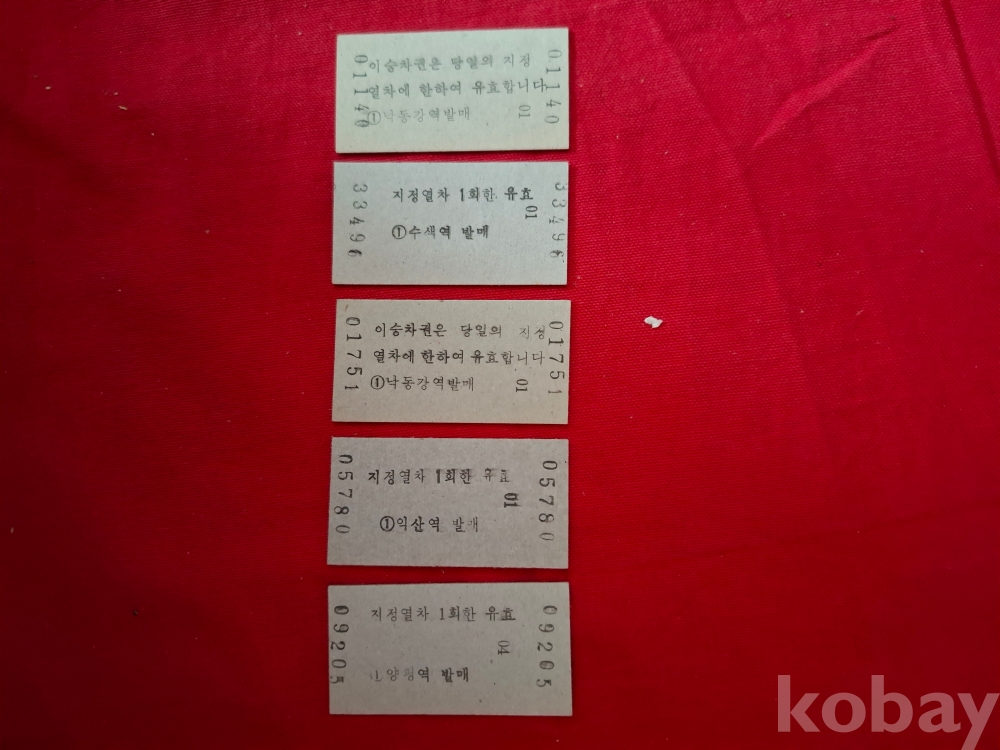 01140
이승차권은 당일의 지정
열차에 한하여 유효합니다
①낙동강역발매
01
01140
33496
지정열차 1회한 유효
01
①수색역 발매
33496
01751
이승차권은 당일의 지정
열차에 한하여 유효합니다
①낙동강역발매
01
01751
05780
지정열차 1회한 유효
01
①익산역 발매
05780
09205
지정열차 1회한 유효
04
①양평역 발매
09205
kobay